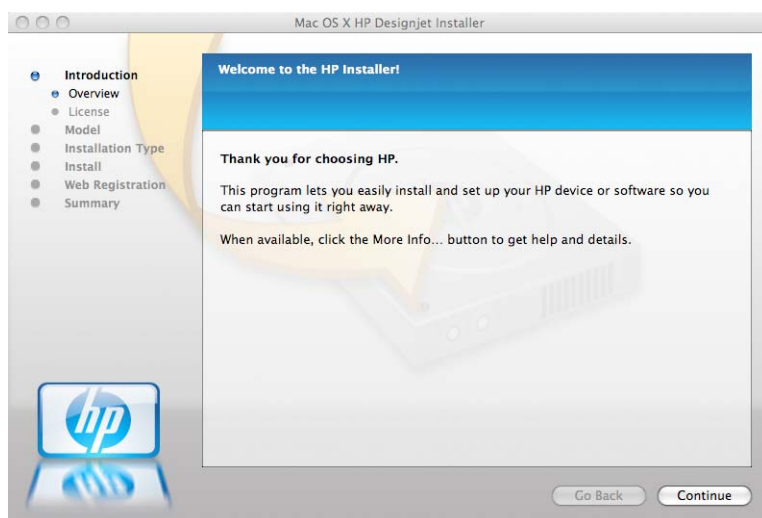 Mac OS X HP Designjet Installer
Introduction
Overview
License
Model
Installation Type
Install
Web Registration
Summary
Welcome to the HP Installer!
Thank you for choosing HP.
This program lets you easily install and set up your HP device or software so you
can start using it right away.
When available, click the More Info... button to get help and details.
hp
Go Back
Continue